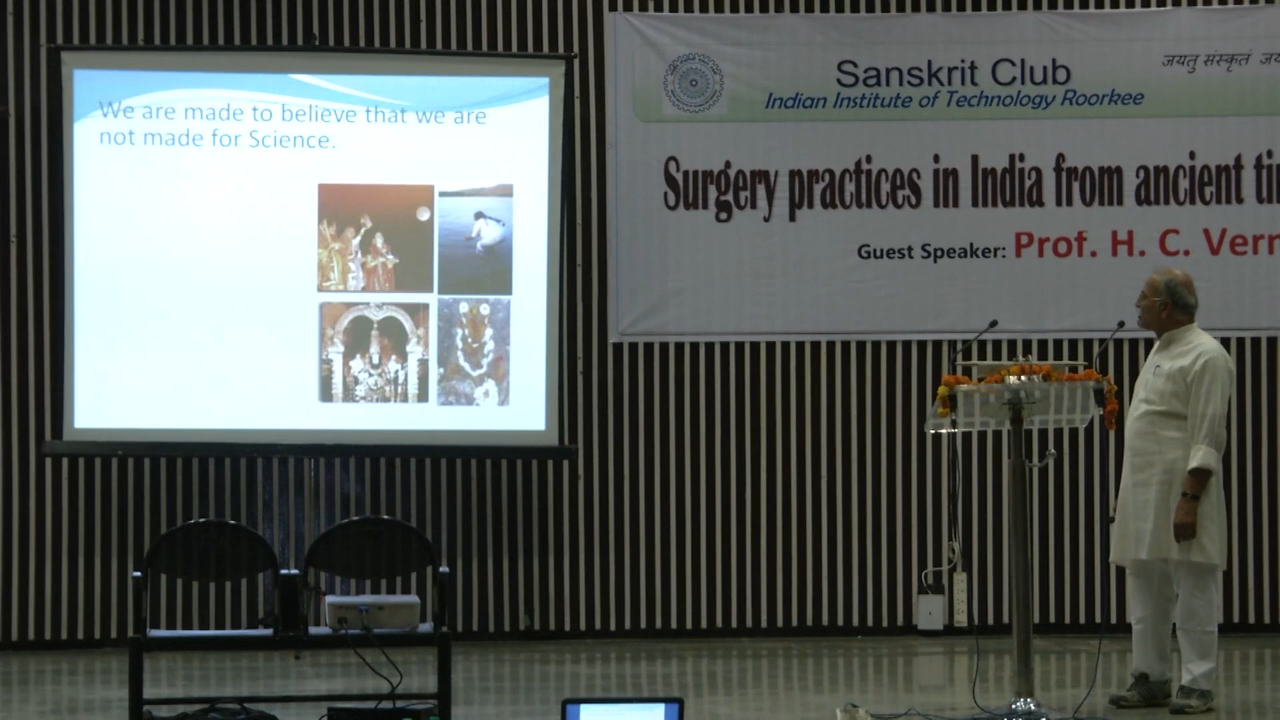 We are made to believe that we are
not made for Science.
Sanskrit Club
जयतु संस्कृतं
Indian Institute of Technology Roorkee
Surgery practices in India from ancient
Guest Speaker: Prof. H. C.